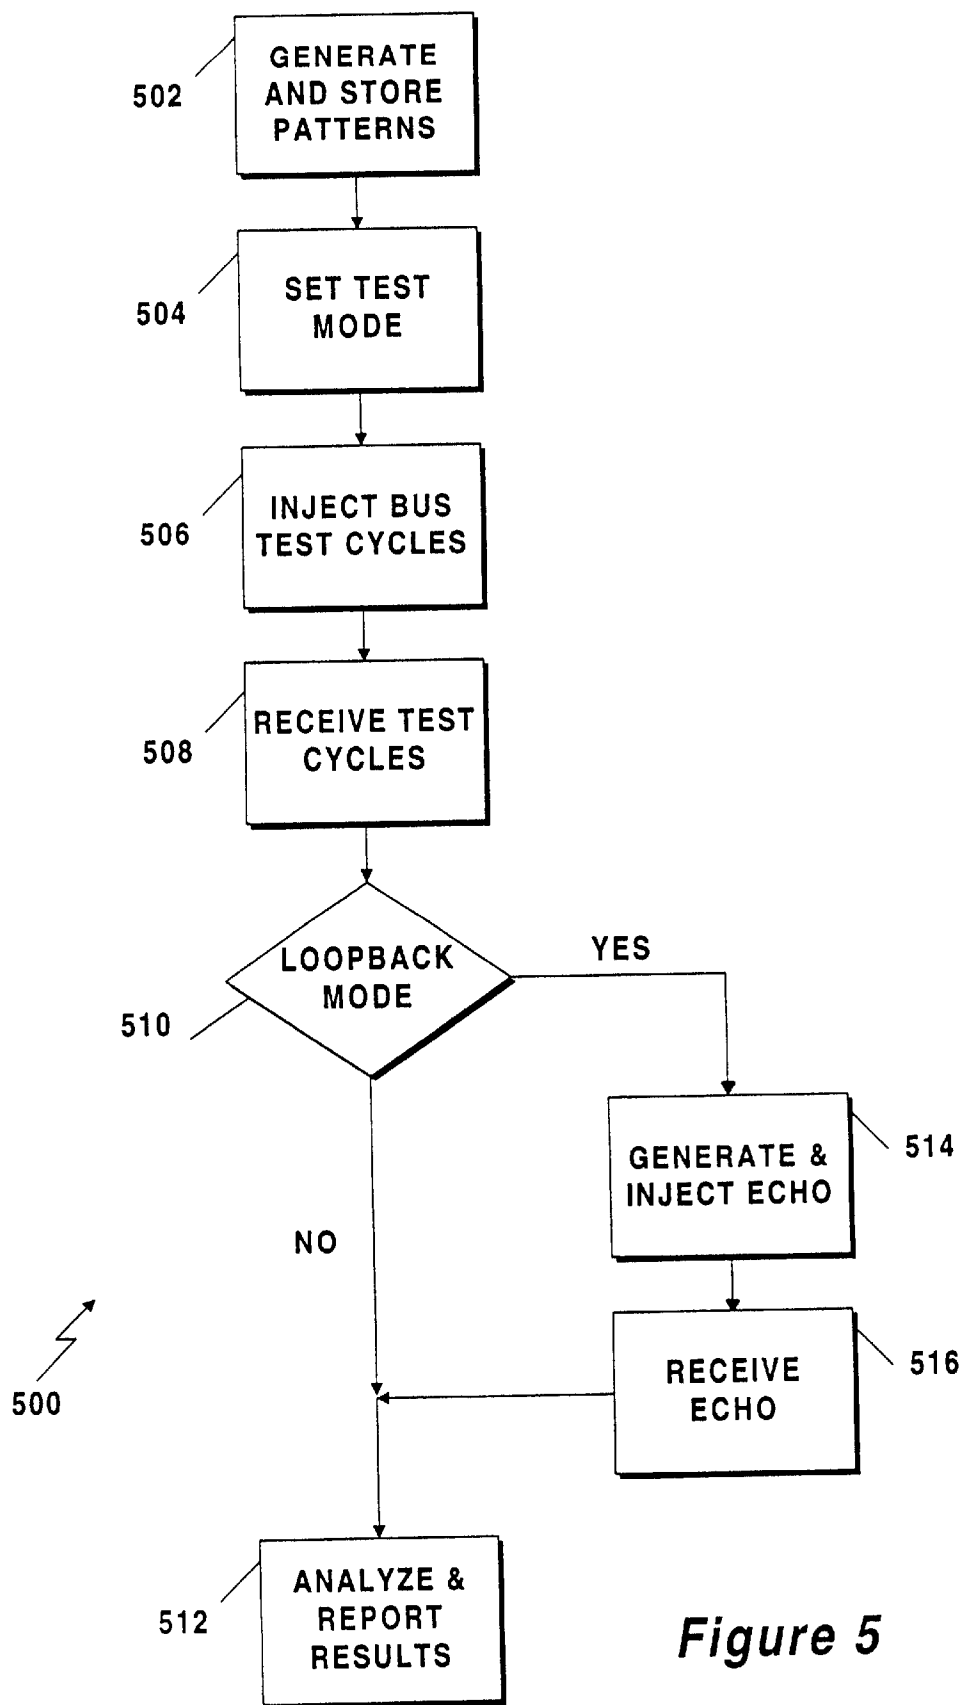 GENERATE
AND STORE
PATTERNS
502
SET TEST
MODE
504
INJECT BUS
TEST CYCLES
506
RECEIVE TEST
CYCLES
508
LOOPBACK
MODE
510
YES
NO
GENERATE &
INJECT ECHO
514
RECEIVE
ECHO
516
500
ANALYZE &
REPORT
RESULTS
512
Figure 5